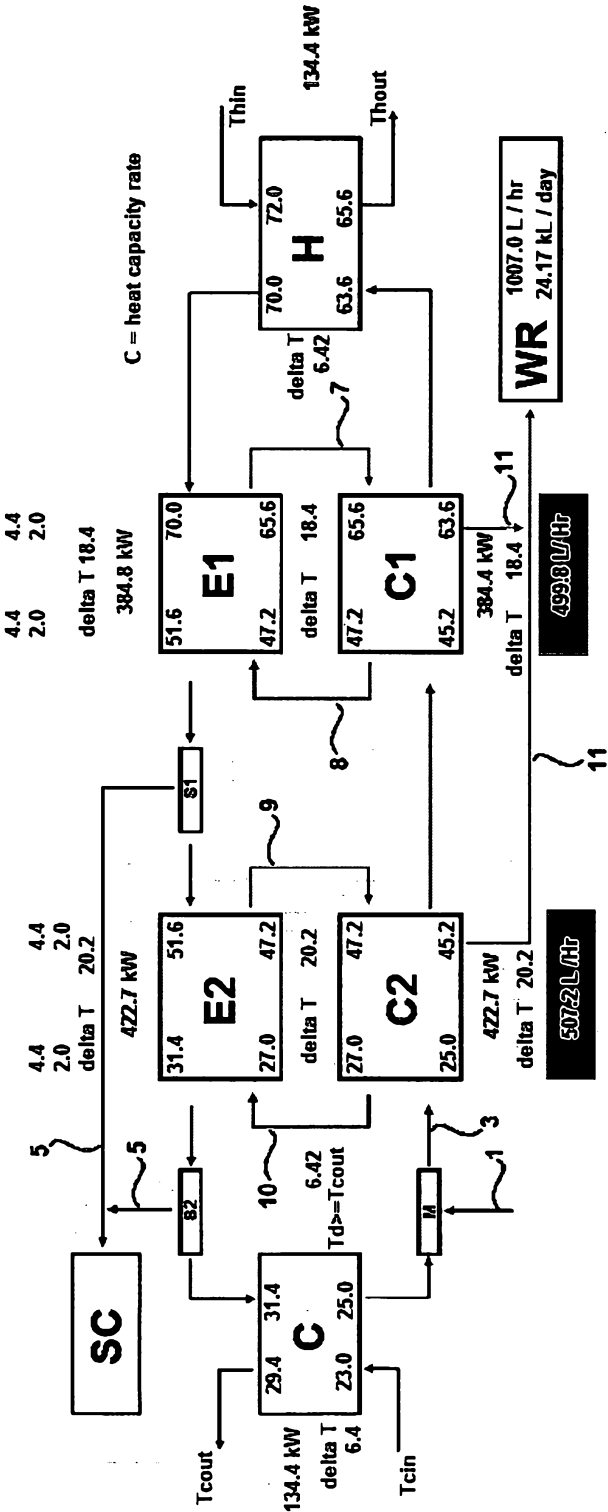 4.4 4.4 4.4 4.4
2.0 2.0 2.0 2.0
C = heat capacity rate
5
delta T 20.2
delta T 18.4
SC
5
422.7 kW
S1
384.8 kW
134.4 kW
S2
Tcout
Thin
29.4 31.4
C
23.0 25.0
31.4 51.6
E2
27.0 47.2
51.6 70.0
E1
47.2 65.6
70.0 72.0
H
63.6 65.6
Thout
134.4 kW
delta T
6.4
Tcin
10
6.42
Td>=Tcout
delta T 20.2
9
8
delta T 18.4
7
delta T
6.42
27.0 47.2
C2
25.0 45.2
47.2 65.6
C1
45.2 63.6
M
3
1
422.7 kW
delta T 20.2
384.4 kW
delta T 18.4
11
11
507.2 L/Hr
499.8 L/Hr
WR
1007.0 L / hr
24.17 kL / day